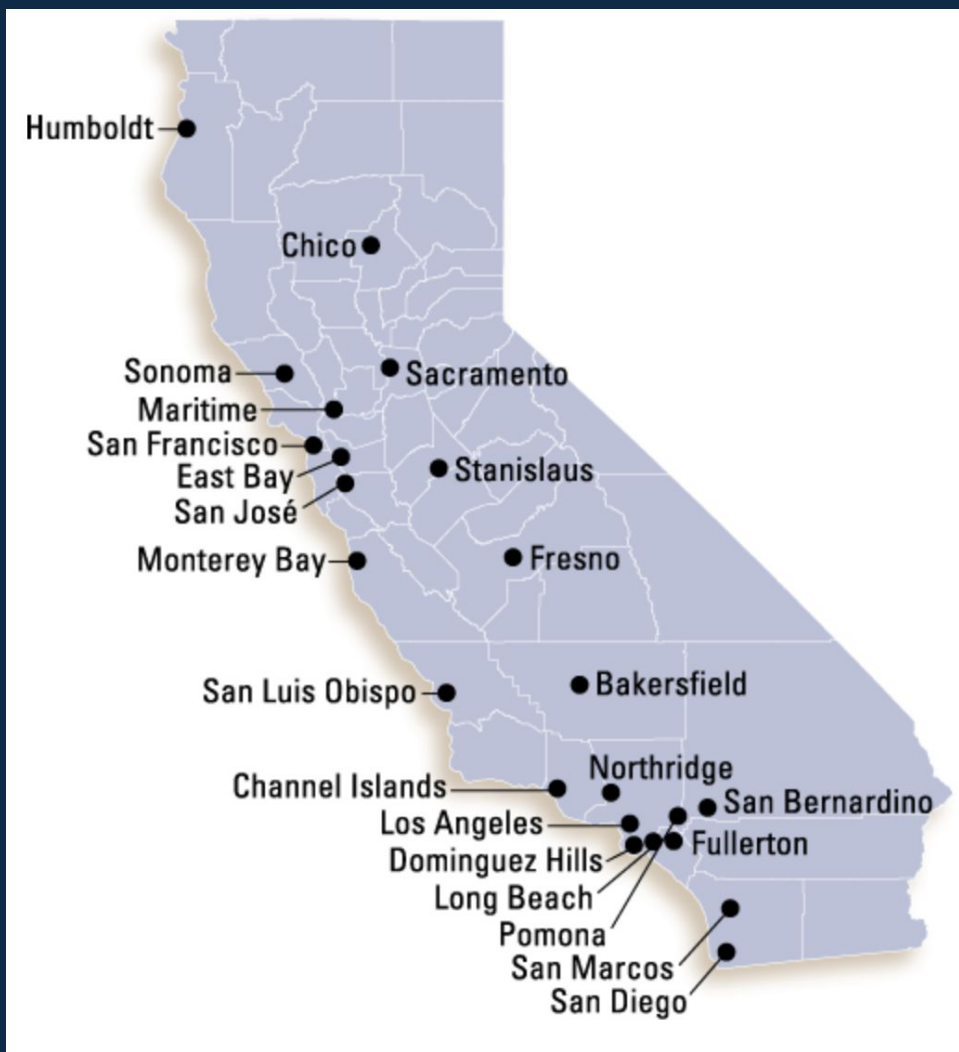 Humboldt
Chico
Sonoma
Sacramento
Maritime
San Francisco
East Bay
Stanislaus
San José
Monterey Bay
Fresno
San Luis Obispo
Bakersfield
Northridge
Channel Islands
San Bernardino
Los Angeles
Fullerton
Dominguez Hills
Long Beach
Pomona
San Marcos
San Diego